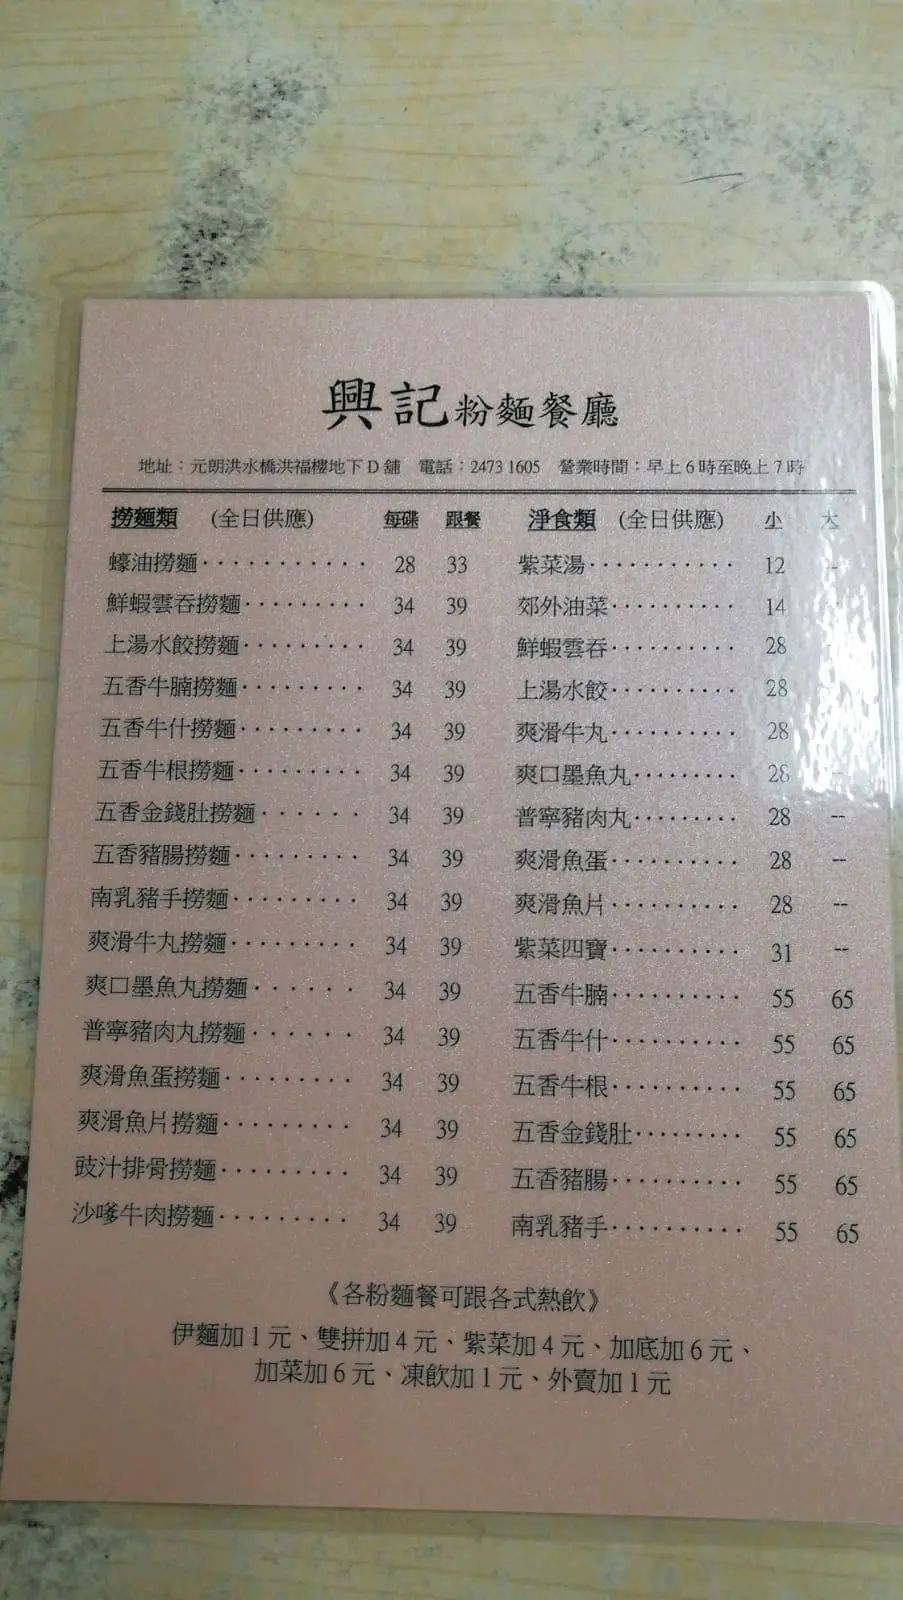 興記粉麵餐廳
地址：元朗洪水橋洪福樓地下D舖 電話：2473 1605 營業時間：早上6時至晚上7時
撈麵類 (全日供應) 每碟 跟餐
蠔油撈麵 28 33
鮮蝦雲吞撈麵 34 39
上湯水餃撈麵 34 39
五香牛腩撈麵 34 39
五香牛什撈麵 34 39
五香牛根撈麵 34 39
五香金錢肚撈麵 34 39
五香豬腸撈麵 34 39
南乳豬手撈麵 34 39
爽滑牛丸撈麵 34 39
爽口墨魚丸撈麵 34 39
普寧豬肉丸撈麵 34 39
爽滑魚蛋撈麵 34 39
爽滑魚片撈麵 34 39
豉汁排骨撈麵 34 39
沙嗲牛肉撈麵 34 39
淨食類 (全日供應) 小 大
紫菜湯 12 -
郊外油菜 14
鮮蝦雲吞 28
上湯水餃 28
爽滑牛丸 28
爽口墨魚丸 28 --
普寧豬肉丸 28 --
爽滑魚蛋 28 --
爽滑魚片 28 --
紫菜四寶 31 --
五香牛腩 55 65
五香牛什 55 65
五香牛根 55 65
五香金錢肚 55 65
五香豬腸 55 65
南乳豬手 55 65
《各粉麵餐可跟各式熱飲》
伊麵加1元、雙拼加4元、紫菜加4元、加底加6元、
加菜加6元、凍飲加1元、外賣加1元